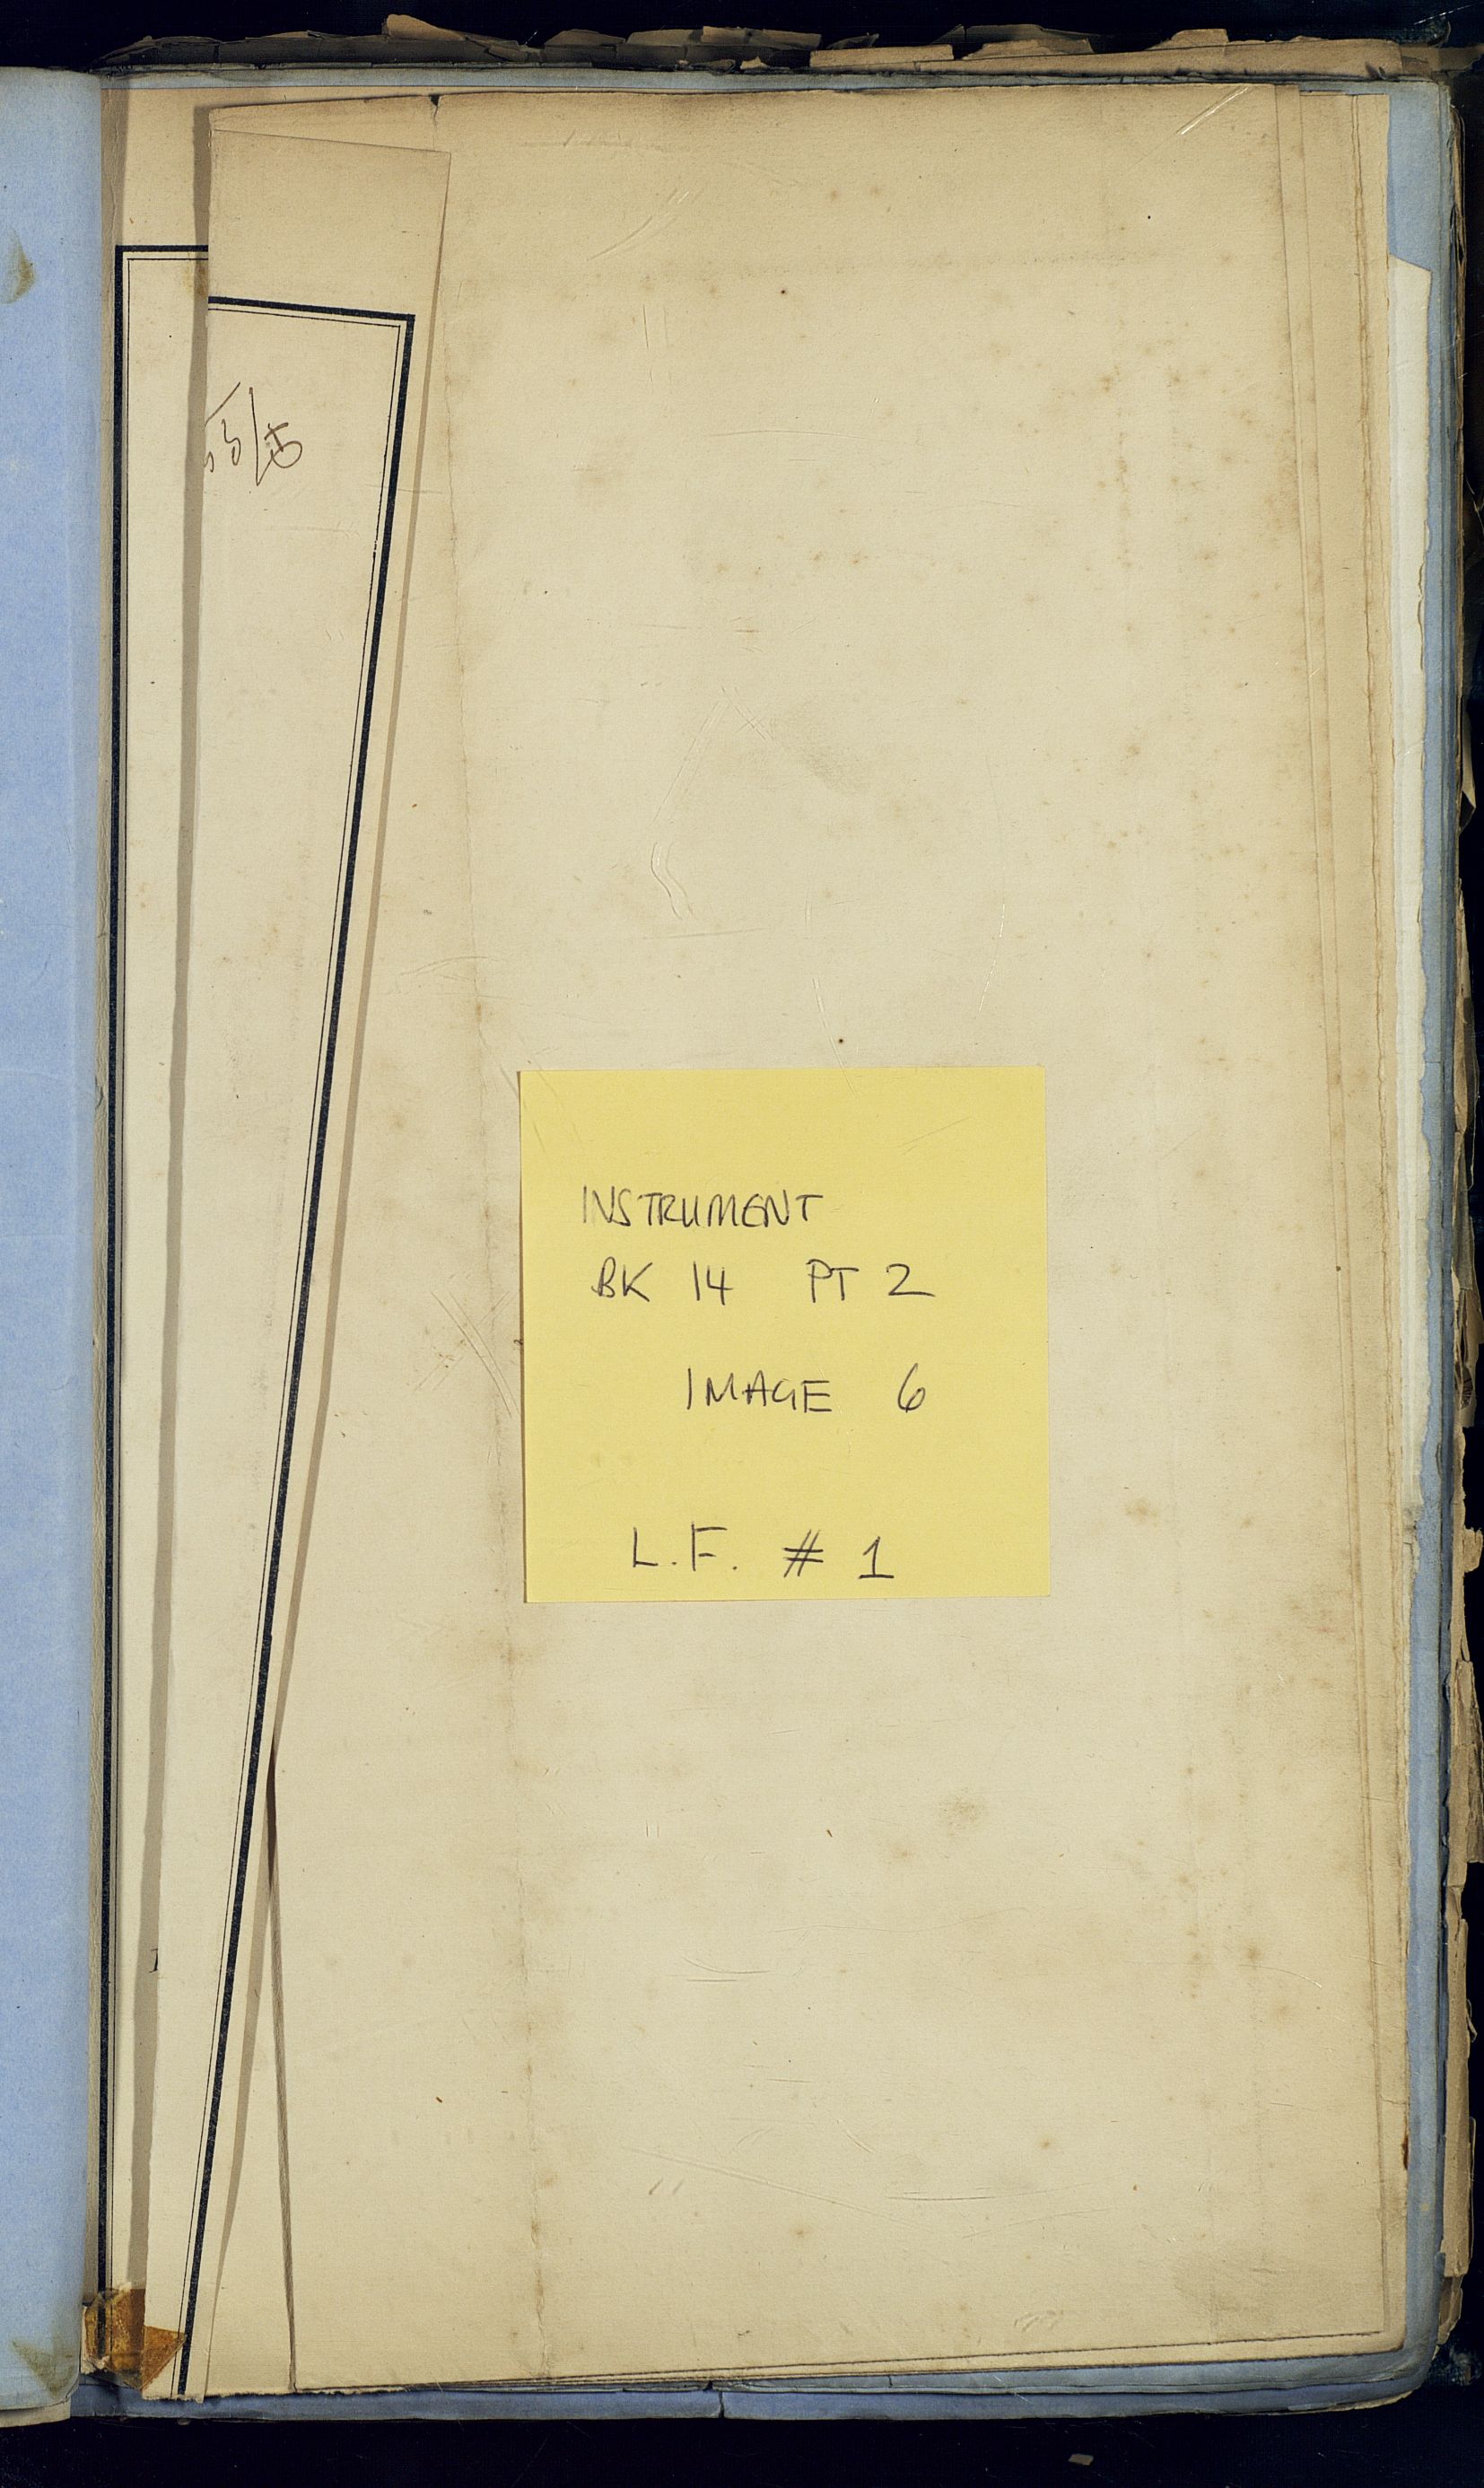 INSTRUMENT
BK 14 PT 2
IMAGE 6
L.F. # 1